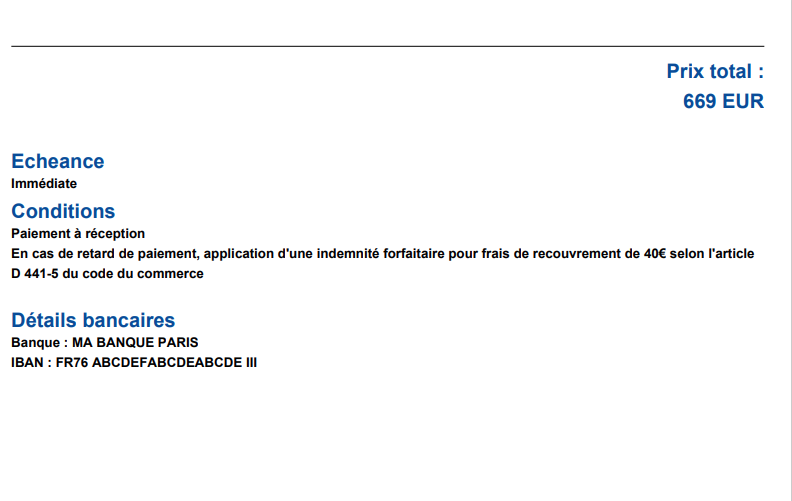 Prix total :
669 EUR
Echeance
Immédiate
Conditions
Paiement à réception
En cas de retard de paiement, application d'une indemnité forfaitaire pour frais de recouvrement de 40€ selon l'article
D 441-5 du code du commerce
Détails bancaires
Banque : MA BANQUE PARIS
IBAN : FR76 ABCDEFABCDEABCDE III